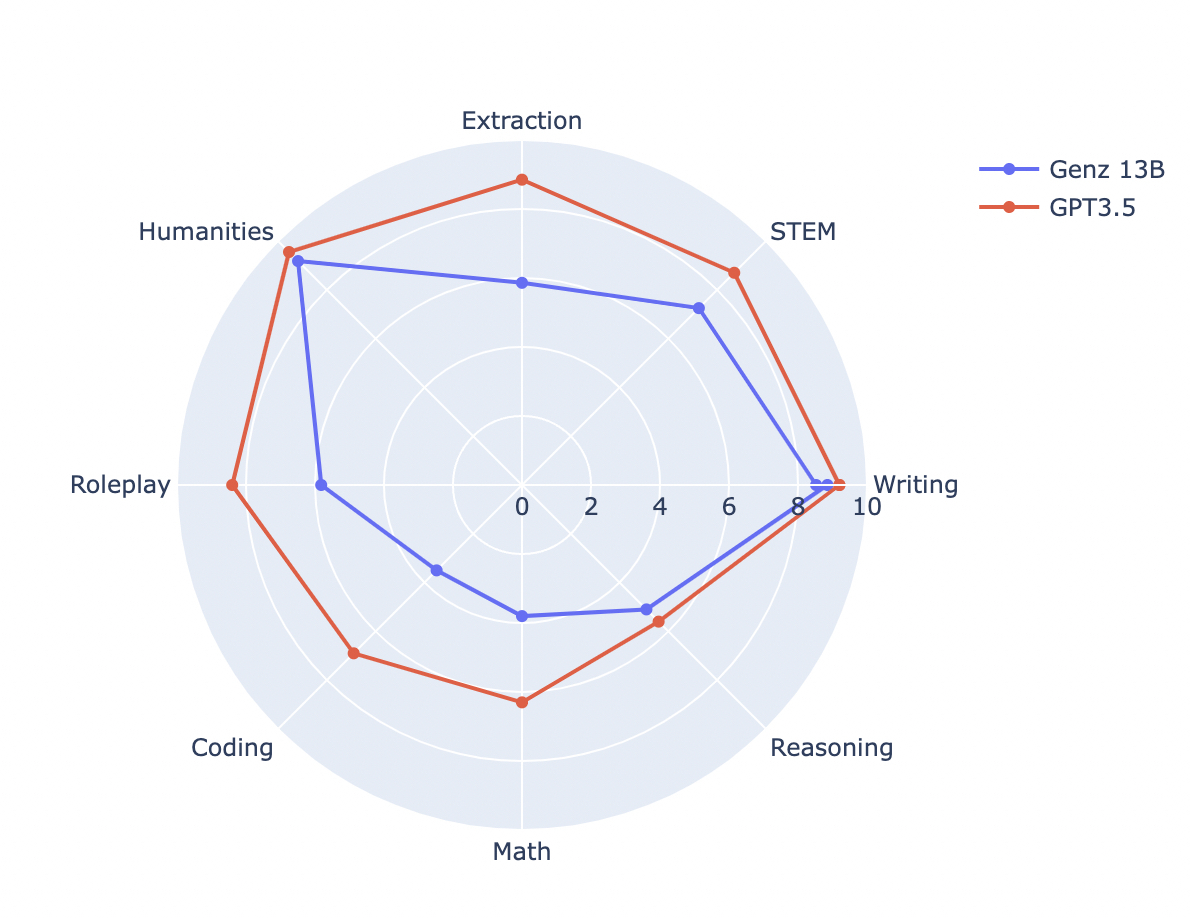 Extraction
Genz 13B
GPT3.5
Humanities
STEM
Roleplay
Writing
0 2 4 6 8 10
Coding
Reasoning
Math